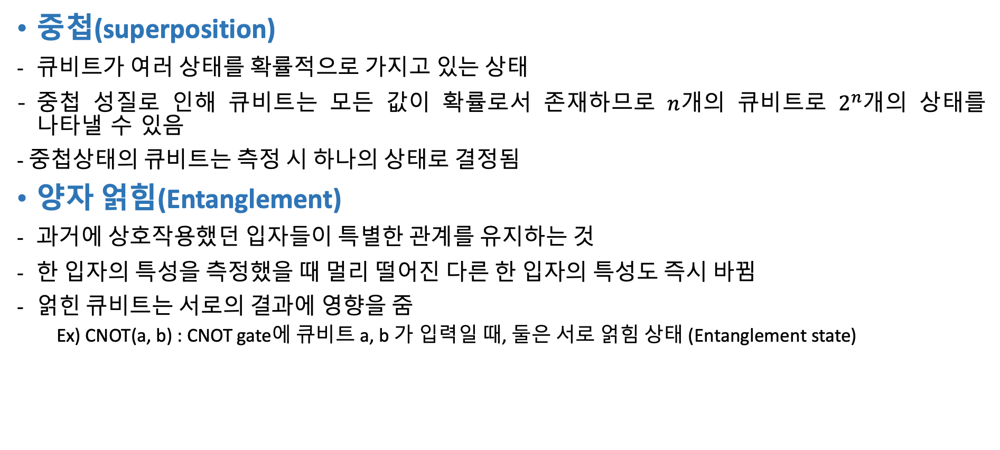 • 중첩(superposition)
- 큐비트가 여러 상태를 확률적으로 가지고 있는 상태
- 중첩 성질로 인해 큐비트는 모든 값이 확률로서 존재하므로 𝑛개의 큐비트로 2ⁿ개의 상태를
나타낼 수 있음
- 중첩상태의 큐비트는 측정 시 하나의 상태로 결정됨
• 양자 얽힘(Entanglement)
- 과거에 상호작용했던 입자들이 특별한 관계를 유지하는 것
- 한 입자의 특성을 측정했을 때 멀리 떨어진 다른 한 입자의 특성도 즉시 바뀜
- 얽힌 큐비트는 서로의 결과에 영향을 줌
Ex) CNOT(a, b) : CNOT gate에 큐비트 a, b 가 입력일 때, 둘은 서로 얽힘 상태 (Entanglement state)